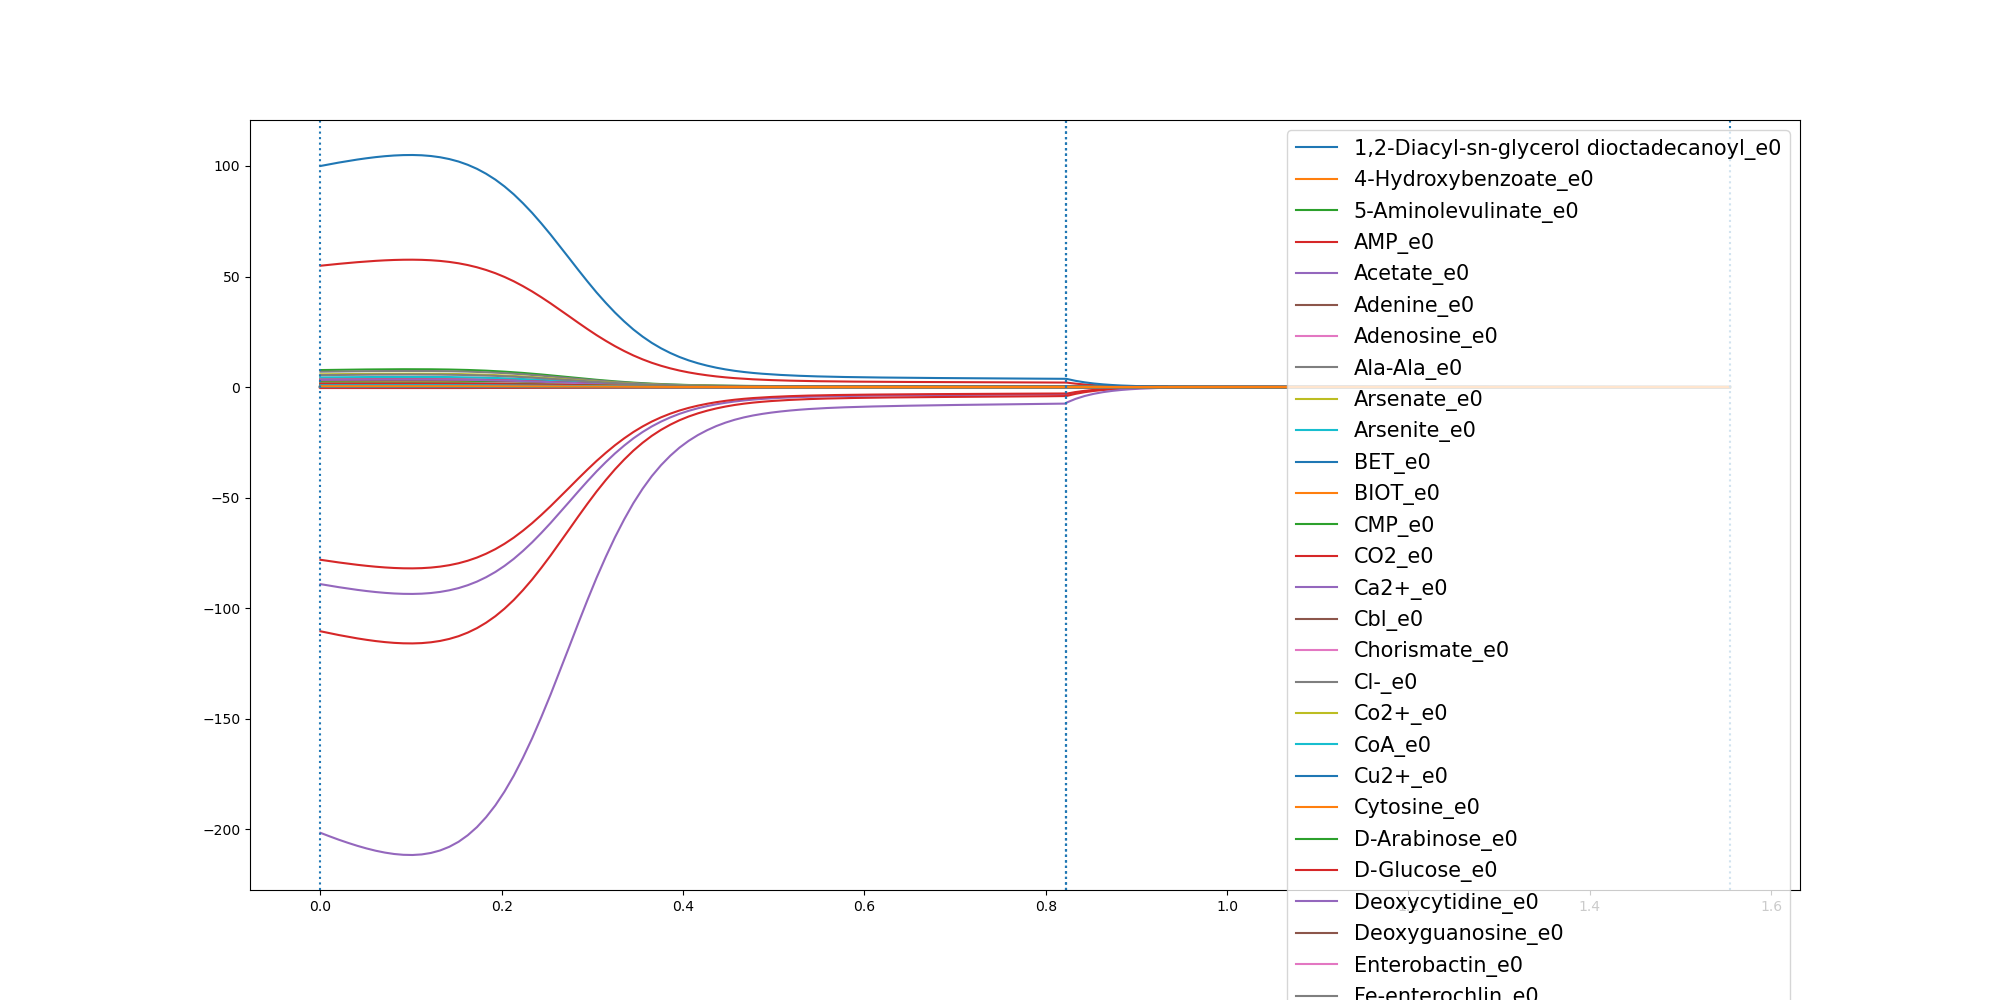 100
50
0
−50
−100
−150
−200
0.0 0.2 0.4 0.6 0.8 1.0 1.4 1.6
1,2-Diacyl-sn-glycerol dioctadecanoyl_e0
4-Hydroxybenzoate_e0
5-Aminolevulinate_e0
AMP_e0
Acetate_e0
Adenine_e0
Adenosine_e0
Ala-Ala_e0
Arsenate_e0
Arsenite_e0
BET_e0
BIOT_e0
CMP_e0
CO2_e0
Ca2+_e0
Cbl_e0
Chorismate_e0
Cl-_e0
Co2+_e0
CoA_e0
Cu2+_e0
Cytosine_e0
D-Arabinose_e0
D-Glucose_e0
Deoxycytidine_e0
Deoxyguanosine_e0
Enterobactin_e0
Fe-enterochlin_e0